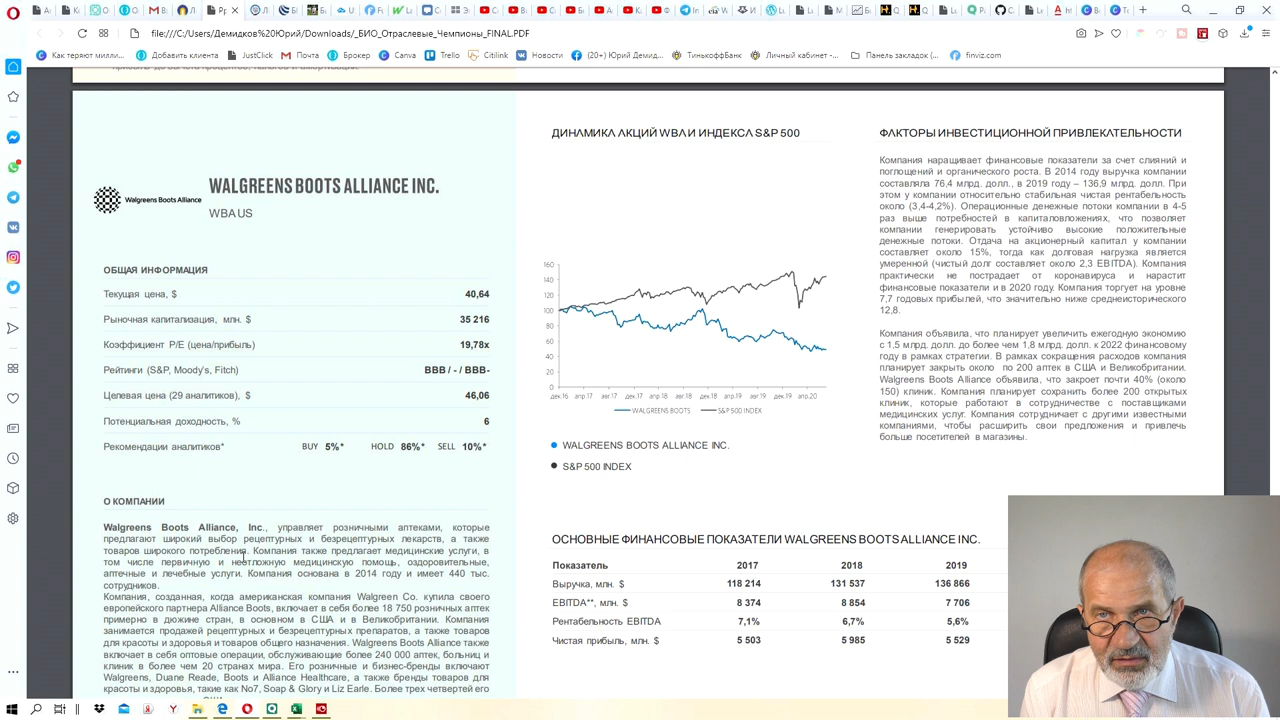 file:///C:/Users/Демидков%20Юрий/Downloads/_БИО_Отраслевые_Чемпионы_FINAL.PDF
Как теряют милли...
Добавить клиента
JustClick
Почта
Брокер
Cbonds
Trello
Citilink
Новости
(20+) Юрий Демид...
ТинькоффБанк
Личный кабинет -...
Панель закладок (...
finviz.com
WALGREENS BOOTS ALLIANCE INC.
Walgreens Boots Alliance
WBA US
ОБЩАЯ ИНФОРМАЦИЯ
Текущая цена, $ 40,64
Рыночная капитализация, млн. $ 35 216
Коэффициент P/E (цена/прибыль) 19,78x
Рейтинги (S&P, Moody's, Fitch) BBB / - / BBB-
Целевая цена (29 аналитиков), $ 46,06
Потенциальная доходность, % 6
Рекомендации аналитиков* BUY 5%* HOLD 86%* SELL 10%*
О КОМПАНИИ
Walgreens Boots Alliance, Inc., управляет розничными аптеками, которые
предлагают широкий выбор рецептурных и безрецептурных лекарств, а также
товаров широкого потребления. Компания также предлагает медицинские услуги, в
том числе первичную и неотложную медицинскую помощь, оздоровительные,
аптечные и лечебные услуги. Компания основана в 2014 году и имеет 440 тыс.
сотрудников.
Компания, созданная, когда американская компания Walgreen Co. купила своего
европейского партнера Alliance Boots, включает в себя более 18 750 розничных аптек
примерно в дюжине стран, в основном в США и в Великобритании. Компания
занимается продажей рецептурных и безрецептурных препаратов, а также товаров
для красоты и здоровья и товаров общего назначения. Walgreens Boots Alliance также
включает в себя оптовые операции, обслуживающие более 240 000 аптек, больниц и
клиник в более чем 20 странах мира. Его розничные и бизнес-бренды включают
Walgreens, Duane Reade, Boots и Alliance Healthcare, а также бренды товаров для
красоты и здоровья, такие как No7, Soap & Glory и Liz Earle. Более трех четвертей его
ДИНАМИКА АКЦИЙ WBA И ИНДЕКСА S&P 500
160
140
120
100
80
60
40
20
0
дек.16 апр.17 авг.17 дек.17 апр.18 авг.18 дек.18 апр.19 авг.19 дек.19 апр.20
WALGREENS BOOTS S&P 500 INDEX
WALGREENS BOOTS ALLIANCE INC.
S&P 500 INDEX
ФАКТОРЫ ИНВЕСТИЦИОННОЙ ПРИВЛЕКАТЕЛЬНОСТИ
Компания наращивает финансовые показатели за счет слияний и
поглощений и органического роста. В 2014 году выручка компании
составляла 76,4 млрд. долл., в 2019 году – 136,9 млрд. долл. При
этом у компании относительно стабильная чистая рентабельность
около (3,4-4,2%). Операционные денежные потоки компании в 4-5
раз выше потребностей в капиталовложениях, что позволяет
компании генерировать устойчиво высокие положительные
денежные потоки. Отдача на акционерный капитал у компании
составляет около 15%, тогда как долговая нагрузка является
умеренной (чистый долг составляет около 2,3 EBITDA). Компания
практически не пострадает от коронавируса и нарастит
финансовые показатели и в 2020 году. Компания торгует на уровне
7,7 годовых прибылей, что значительно ниже среднеисторического
12,8.
Компания объявила, что планирует увеличить ежегодную экономию
с 1,5 млрд. долл. до более чем 1,8 млрд. долл. к 2022 финансовому
году в рамках стратегии. В рамках сокращения расходов компания
планирует закрыть около по 200 аптек в США и Великобритании.
Walgreens Boots Alliance объявила, что закроет почти 40% (около
150) клиник. Компания планирует сохранить более 200 открытых
клиник, которые работают в сотрудничестве с поставщиками
медицинских услуг. Компания сотрудничает с другими известными
компаниями, чтобы расширить свои предложения и привлечь
больше посетителей в магазины.
ОСНОВНЫЕ ФИНАНСОВЫЕ ПОКАЗАТЕЛИ WALGREENS BOOTS ALLIANCE INC.
Показатель 2017 2018 2019
Выручка, млн. $ 118 214 131 537 136 866
EBITDA**, млн. $ 8 374 8 854 7 706
Рентабельность EBITDA 7,1% 6,7% 5,6%
Чистая прибыль, млн. $ 5 503 5 985 5 529